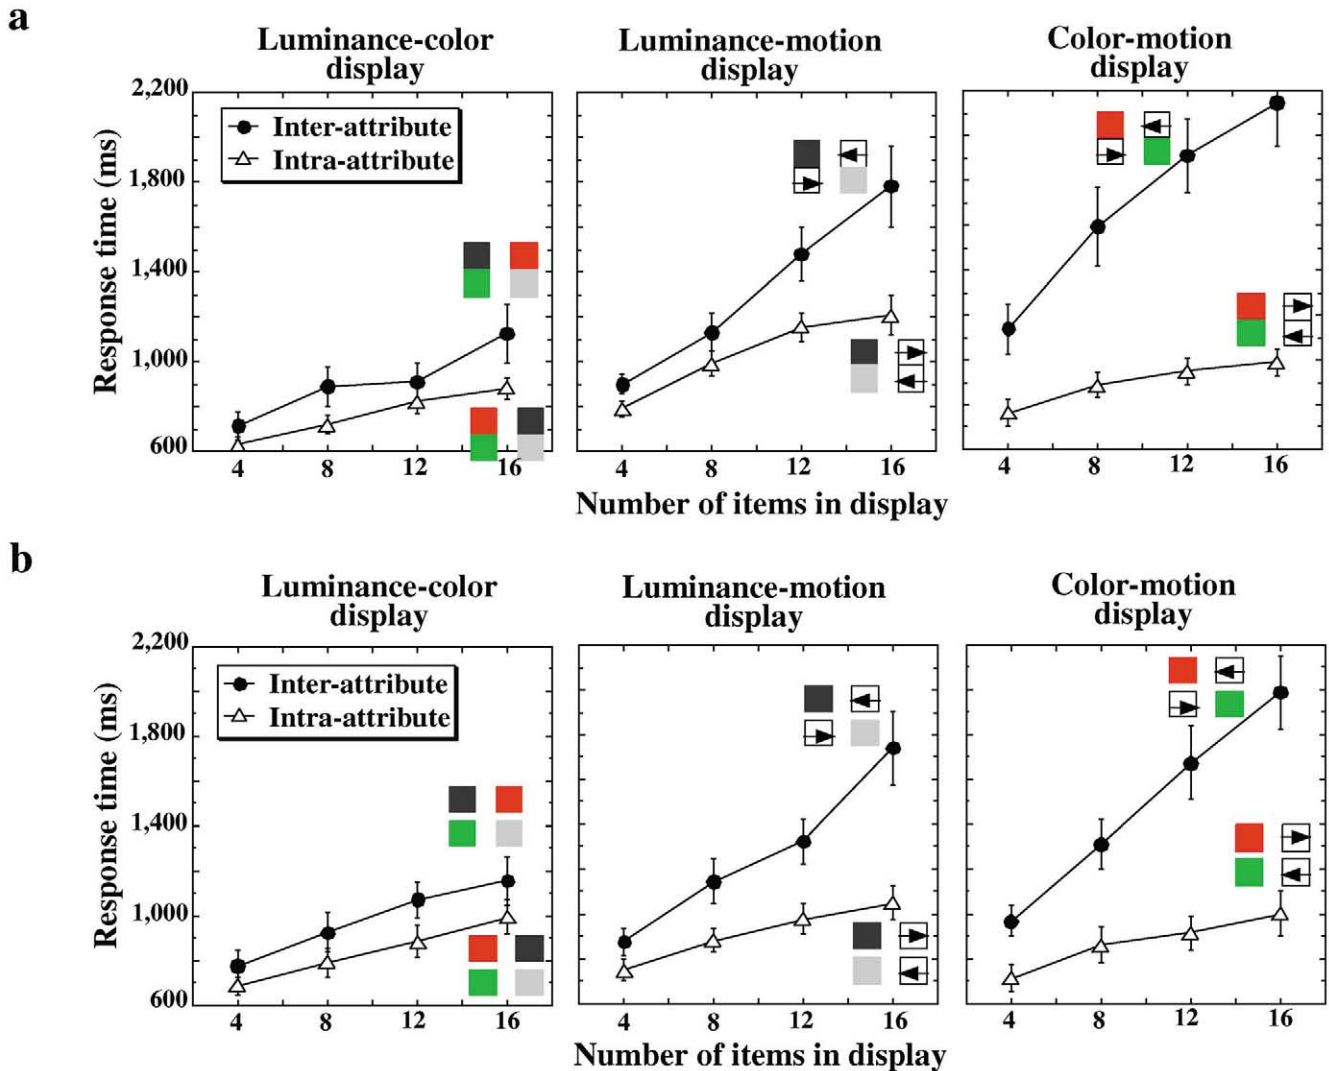 a
Luminance-color
display
Luminance-motion
display
Color-motion
display
Response time (ms)
2,200
1,800
1,400
1,000
600
Inter-attribute
Intra-attribute
4 8 12 16
4 8 12 16
4 8 12 16
Number of items in display
b
Luminance-color
display
Luminance-motion
display
Color-motion
display
Response time (ms)
2,200
1,800
1,400
1,000
600
Inter-attribute
Intra-attribute
4 8 12 16
4 8 12 16
4 8 12 16
Number of items in display